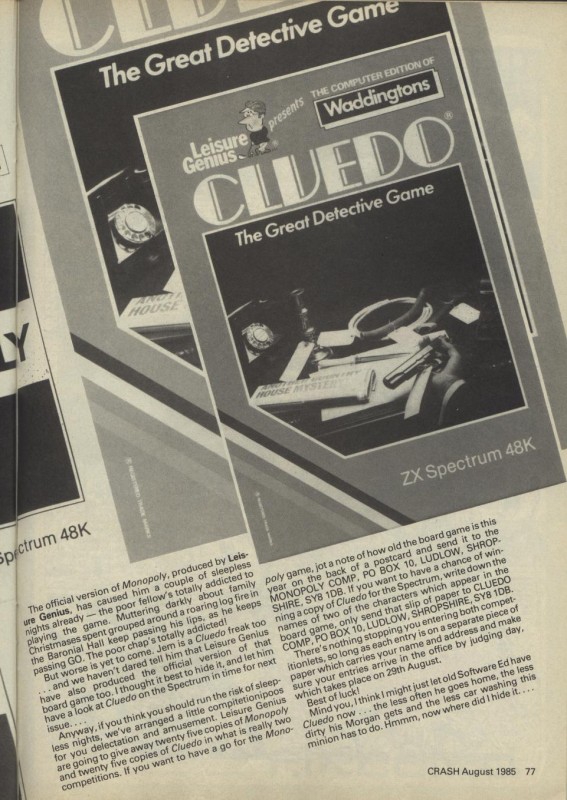 CLUEDO
The Great Detective Game
Leisure
Genius
presents
THE COMPUTER EDITION OF
Waddingtons
CLUEDO®
The Great Detective Game
HOUSE
ANOTHER COUNTRY
HOUSE MYSTERY
ZX Spectrum 48K
LY
Spectrum 48K
The official version of Monopoly, produced by Leis-
ure Genius, has caused him a couple of sleepless
nights already — the poor fellow's totally addicted to
playing the game. Muttering darkly about family
Christmases spent grouped around a roaring log fire in
the Baronial Hall keep passing his lips, as he keeps
passing GO. The poor chap's totally addicted!
But worse is yet to come. Jem is a Cluedo freak too
... and we haven't dared tell him that Leisure Genius
have also produced the official version of that
board game too. I thought it best to hide it, and let him
have a look at Cluedo on the Spectrum in time for next
issue....
Anyway, if you think you should run the risk of sleep-
less nights, we've arranged a little compitelionipoos
for you delectation and amusement. Leisure Genius
are going to give away twenty five copies of Monopoly
and twenty five copies of Cluedo in what is really two
competitions. If you want to have a go for the Mono-
poly game, jot a note of how old the board game is this
year on the back of a postcard and send it to the
MONOPOLY COMP, PO BOX 10, LUDLOW, SHROP-
SHIRE, SY8 1DB. If you want to have a chance of win-
ning a copy of Cluedo for the Spectrum, write down the
names of two of the characters which appear in the
board game, only send that slip of paper to CLUEDO
COMP, PO BOX 10, LUDLOW, SHROPSHIRE, SY8 1DB.
There's nothing stopping you entering both compet-
itionlets, so long as each entry is on a separate piece of
paper which carries your name and address and make
sure your entries arrive in the office by judging day,
which takes place on 29th August.
Best of luck!
Mind you, I think I might just let old Software Ed have
Cluedo now ... the less often he goes home, the less
dirty his Morgan gets and the less car washing this
minion has to do. Hmmm, now where did I hide it....
CRASH August 1985 77